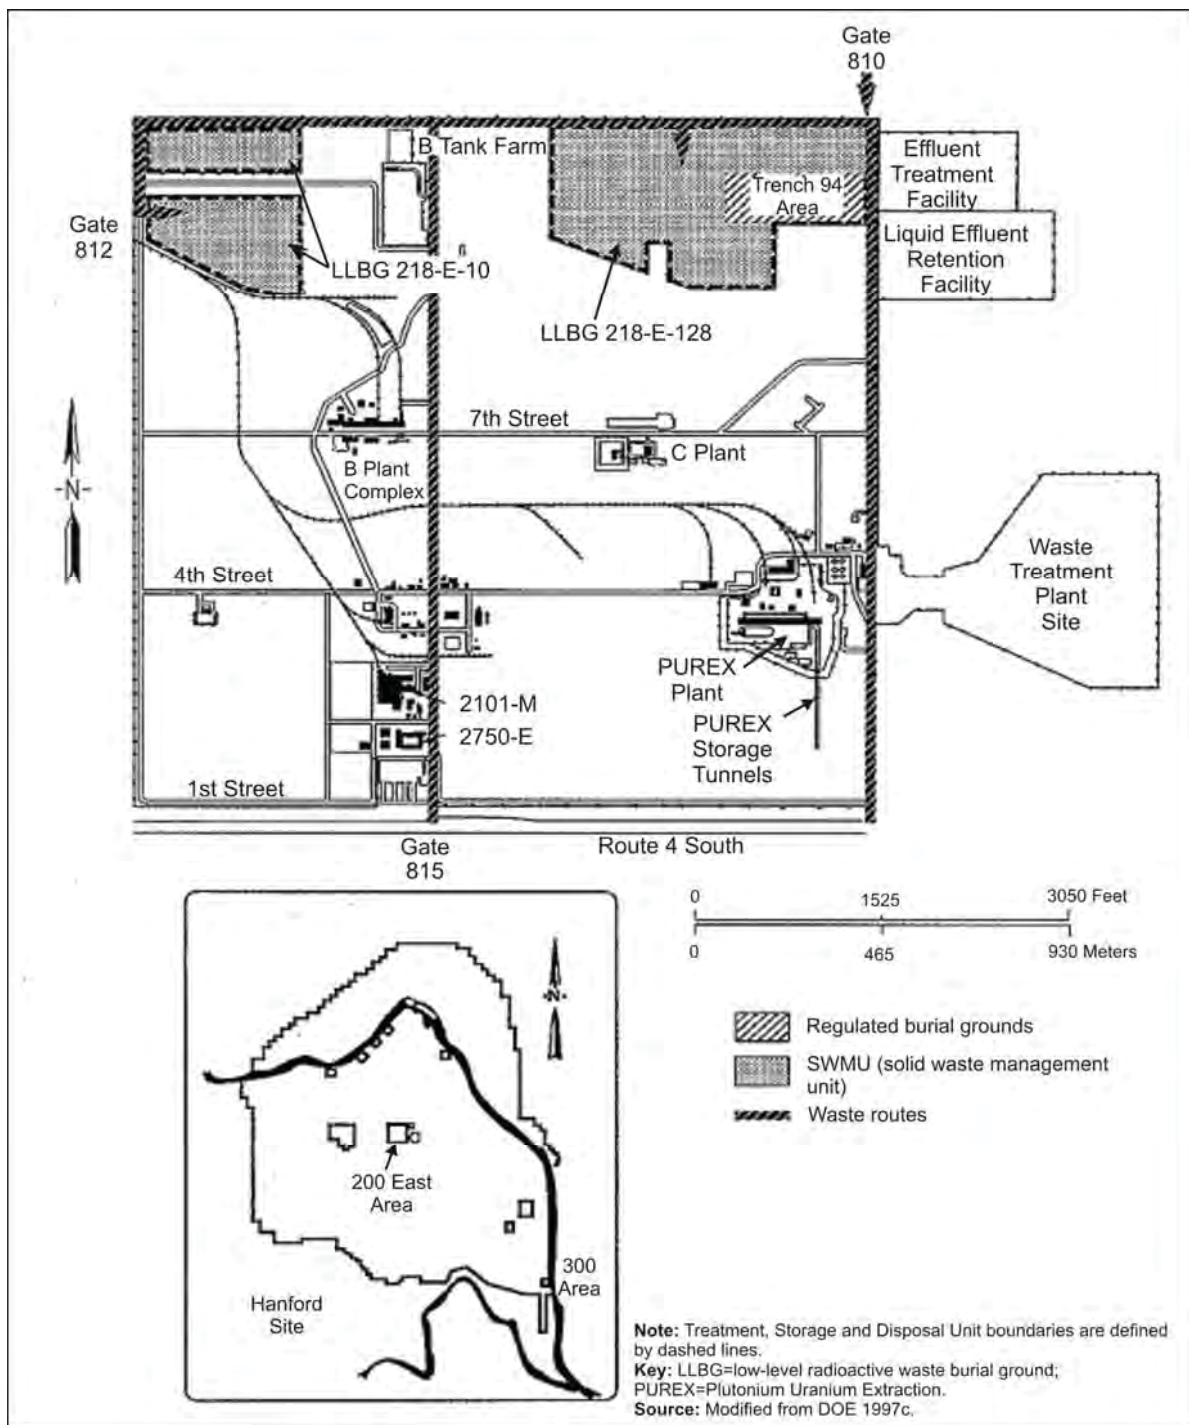 Gate
810
B Tank Farm
Effluent
Treatment
Facility
Trench 94
Area
Gate
812
Liquid Effluent
Retention
Facility
LLBG 218-E-10
LLBG 218-E-128
7th Street
C Plant
B Plant
Complex
-N-
Waste
Treatment
Plant
Site
4th Street
PUREX
Plant
2101-M
PUREX
Storage
Tunnels
2750-E
1st Street
Gate
815
Route 4 South
0 1525 3050 Feet
0 465 930 Meters
-N-
Regulated burial grounds
SWMU (solid waste management
unit)
Waste routes
200 East
Area
300
Area
Hanford
Site
Note: Treatment, Storage and Disposal Unit boundaries are defined
by dashed lines.
Key: LLBG=low-level radioactive waste burial ground;
PUREX=Plutonium Uranium Extraction.
Source: Modified from DOE 1997c.